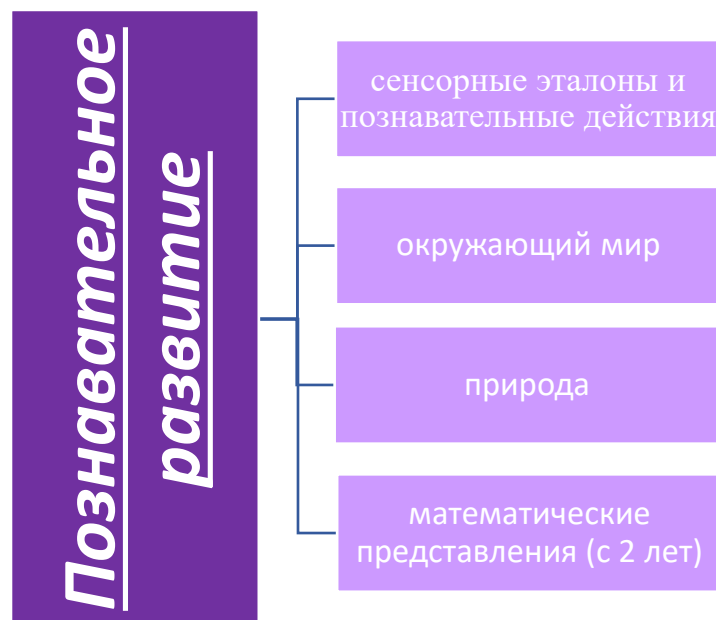 Познавательное
развитие
сенсорные эталоны и
познавательные действия
окружающий мир
природа
математические
представления (с 2 лет)